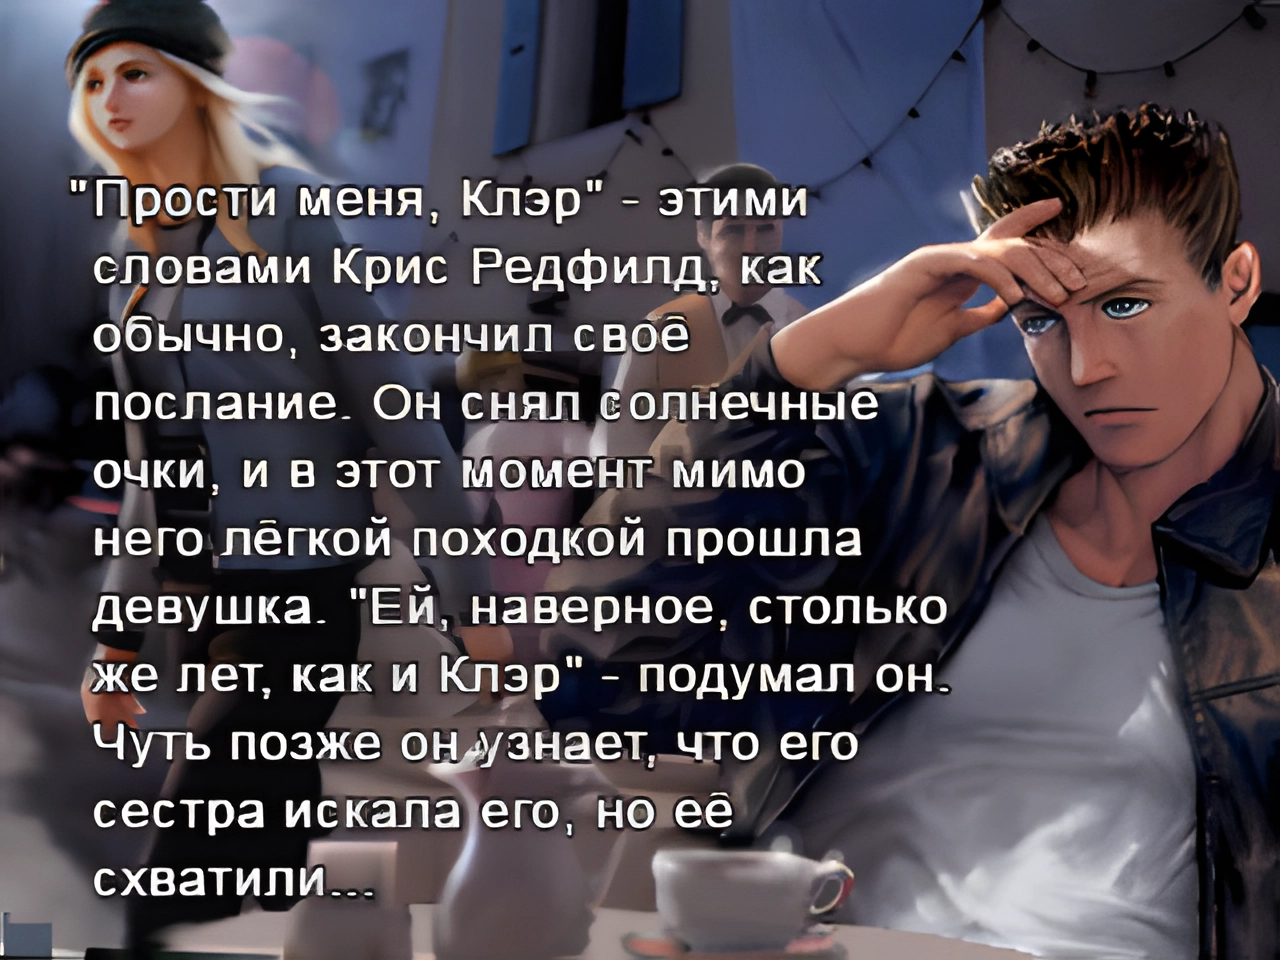 "Прости меня, Клэр" - этими
словами Крис Редфилд, как
обычно, закончил своё
послание. Он снял солнечные
очки, и в этот момент мимо
него лёгкой походкой прошла
девушка. "Ей, наверное, столько
же лет, как и Клэр" - подумал он.
Чуть позже он узнает, что его
сестра искала его, но её
схватили...